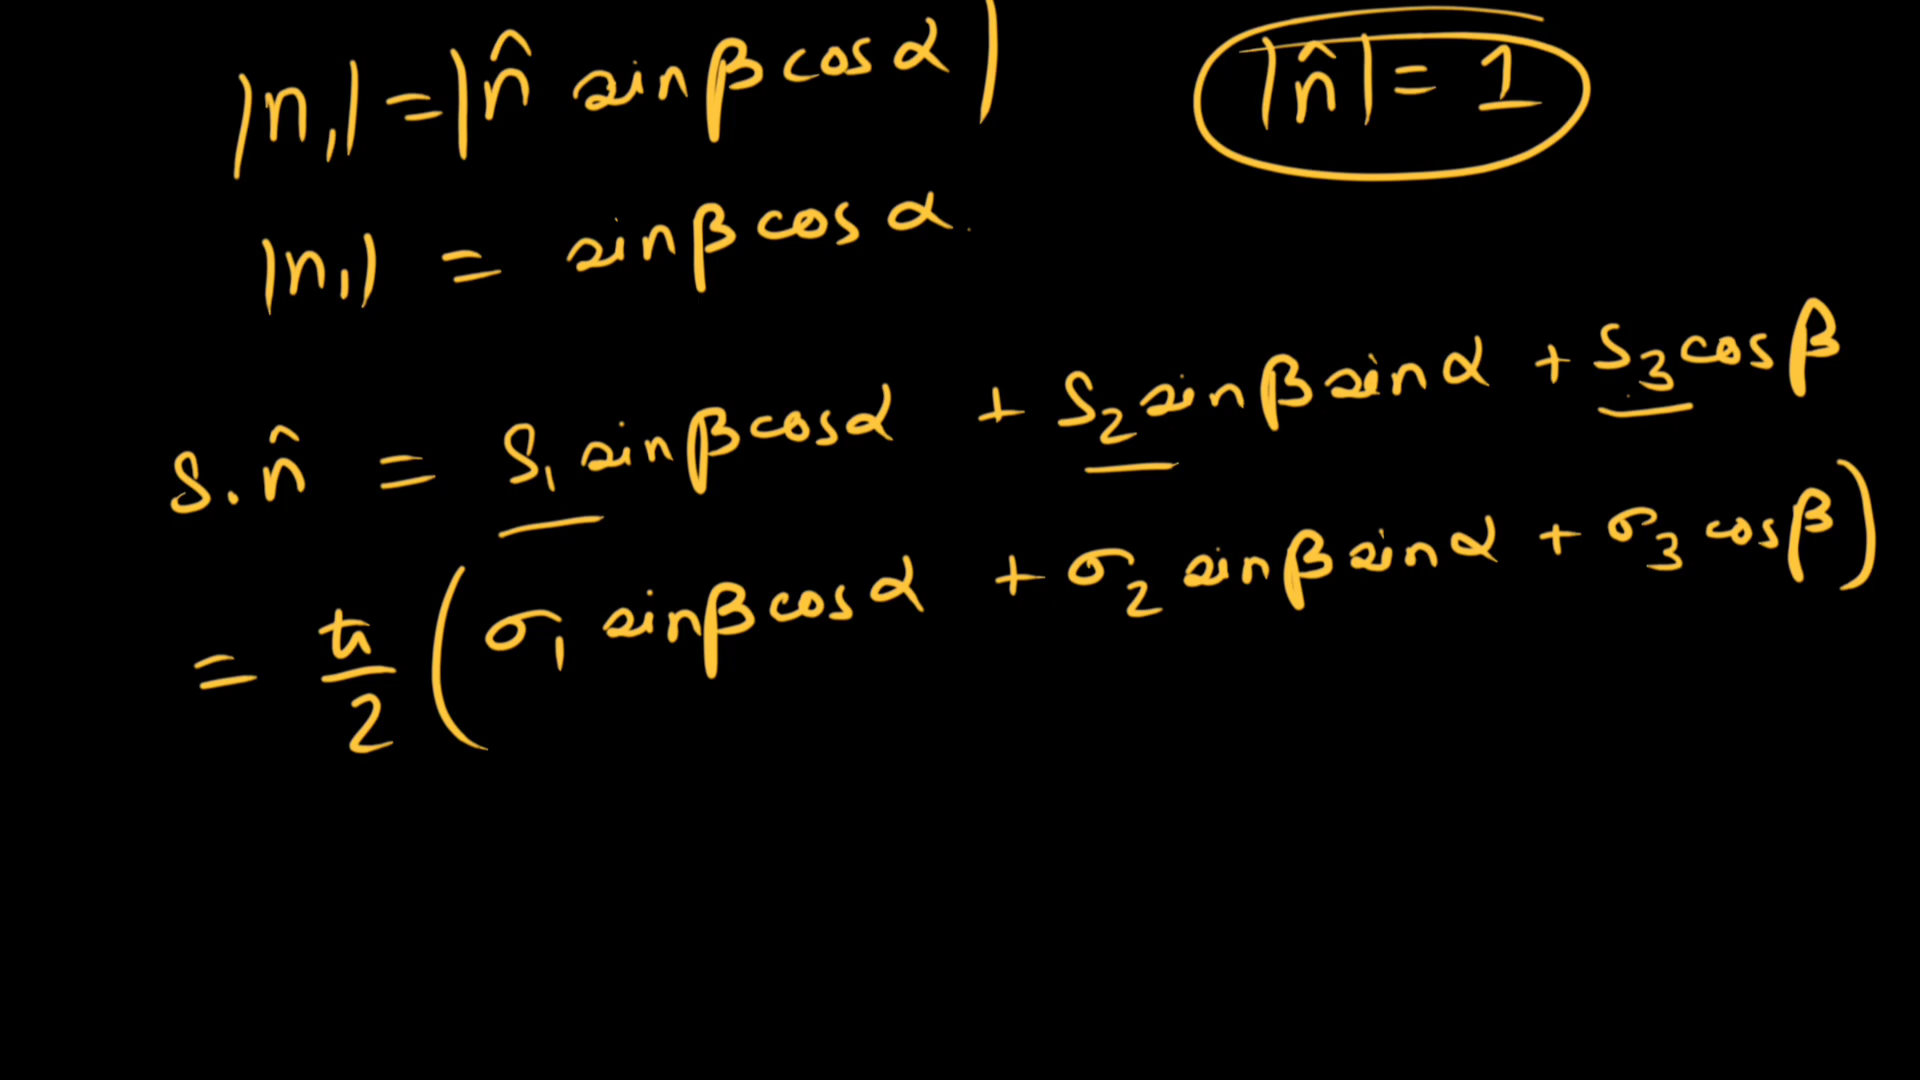 |n₁| = |n̂ sinβ cosα|
|n̂| = 1
|n₁| = sinβ cosα.
S.n̂ = S₁ sinβ cosα + S₂ sinβ sinα + S₃ cosβ
= ħ/2 (σ₁ sinβ cosα + σ₂ sinβ sinα + σ₃ cosβ)